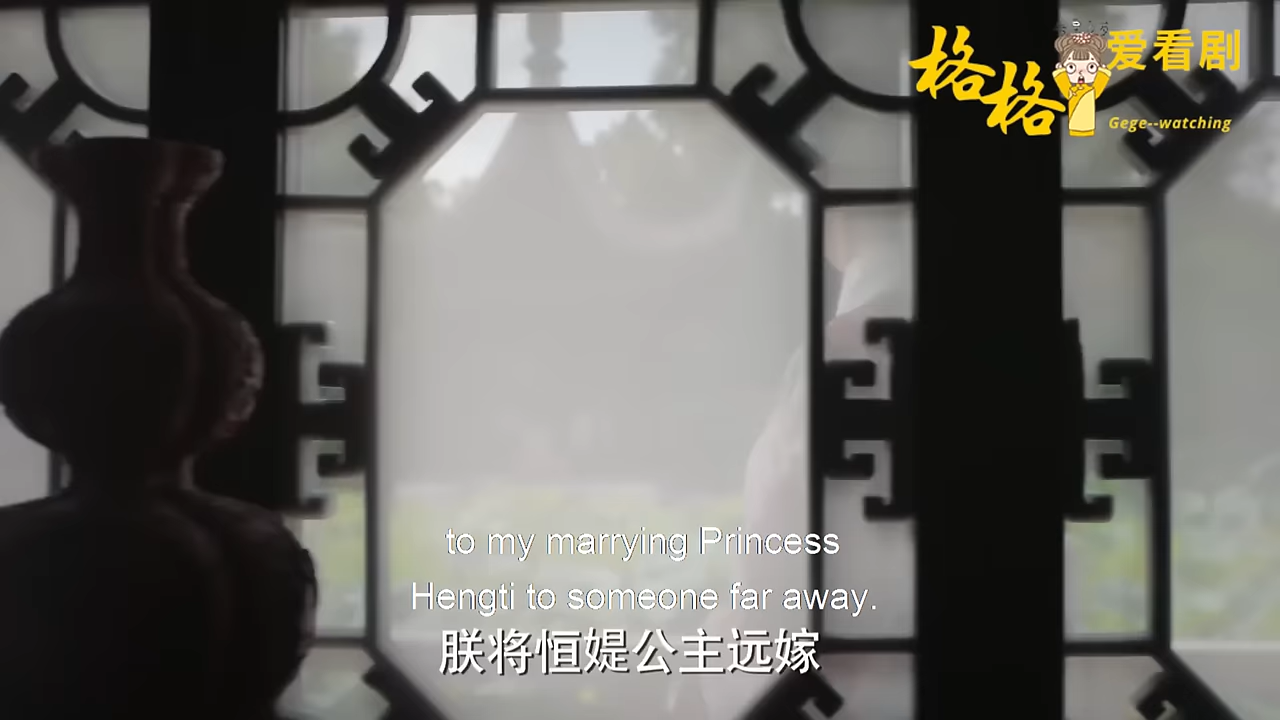 格格爱看剧
Gege--watching
to my marrying Princess
Hengti to someone far away.
朕将恒媞公主远嫁